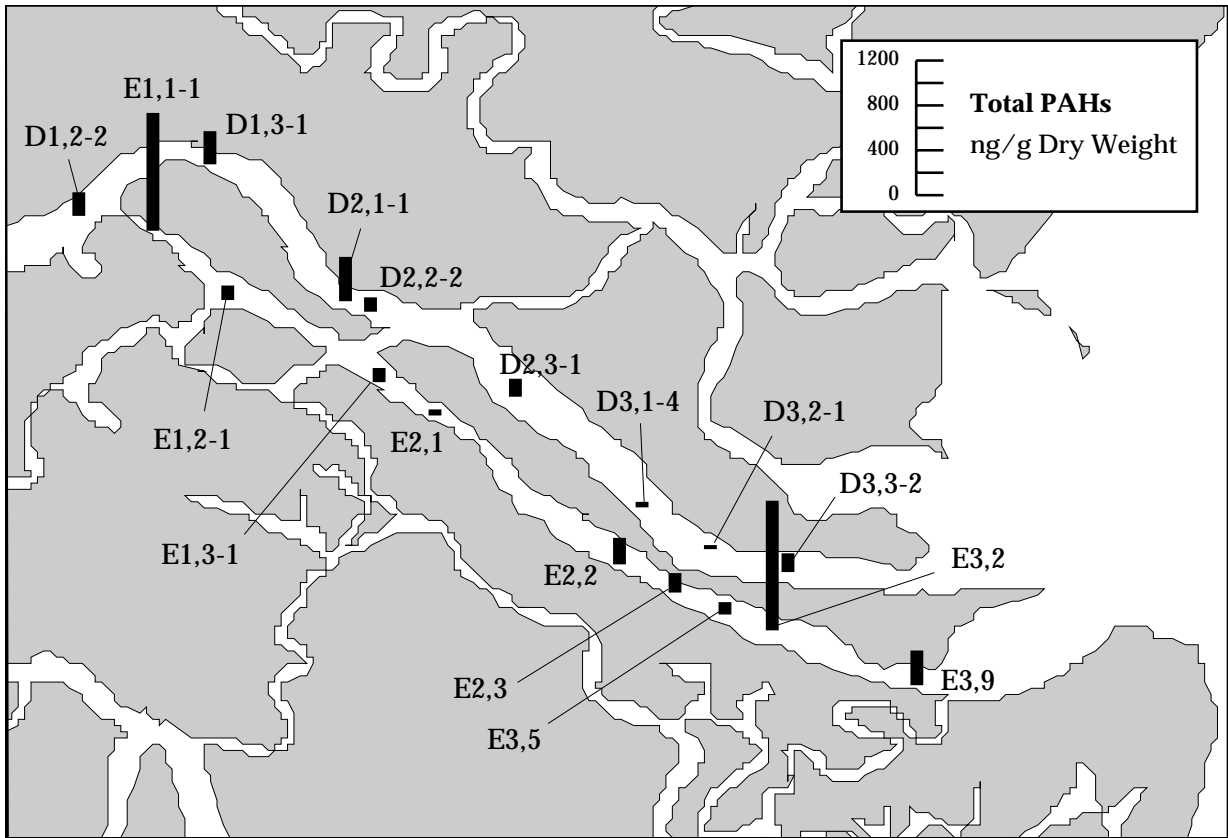 1200
E1,1-1
Total PAHs
800
D1,2-2
D1,3-1
ng/g Dry Weight
400
0
D2,1-1
D2,2-2
D2,3-1
D3,1-4
D3,2-1
E1,2-1
E2,1
D3,3-2
E1,3-1
E2,2
E3,2
E2,3
E3,9
E3,5